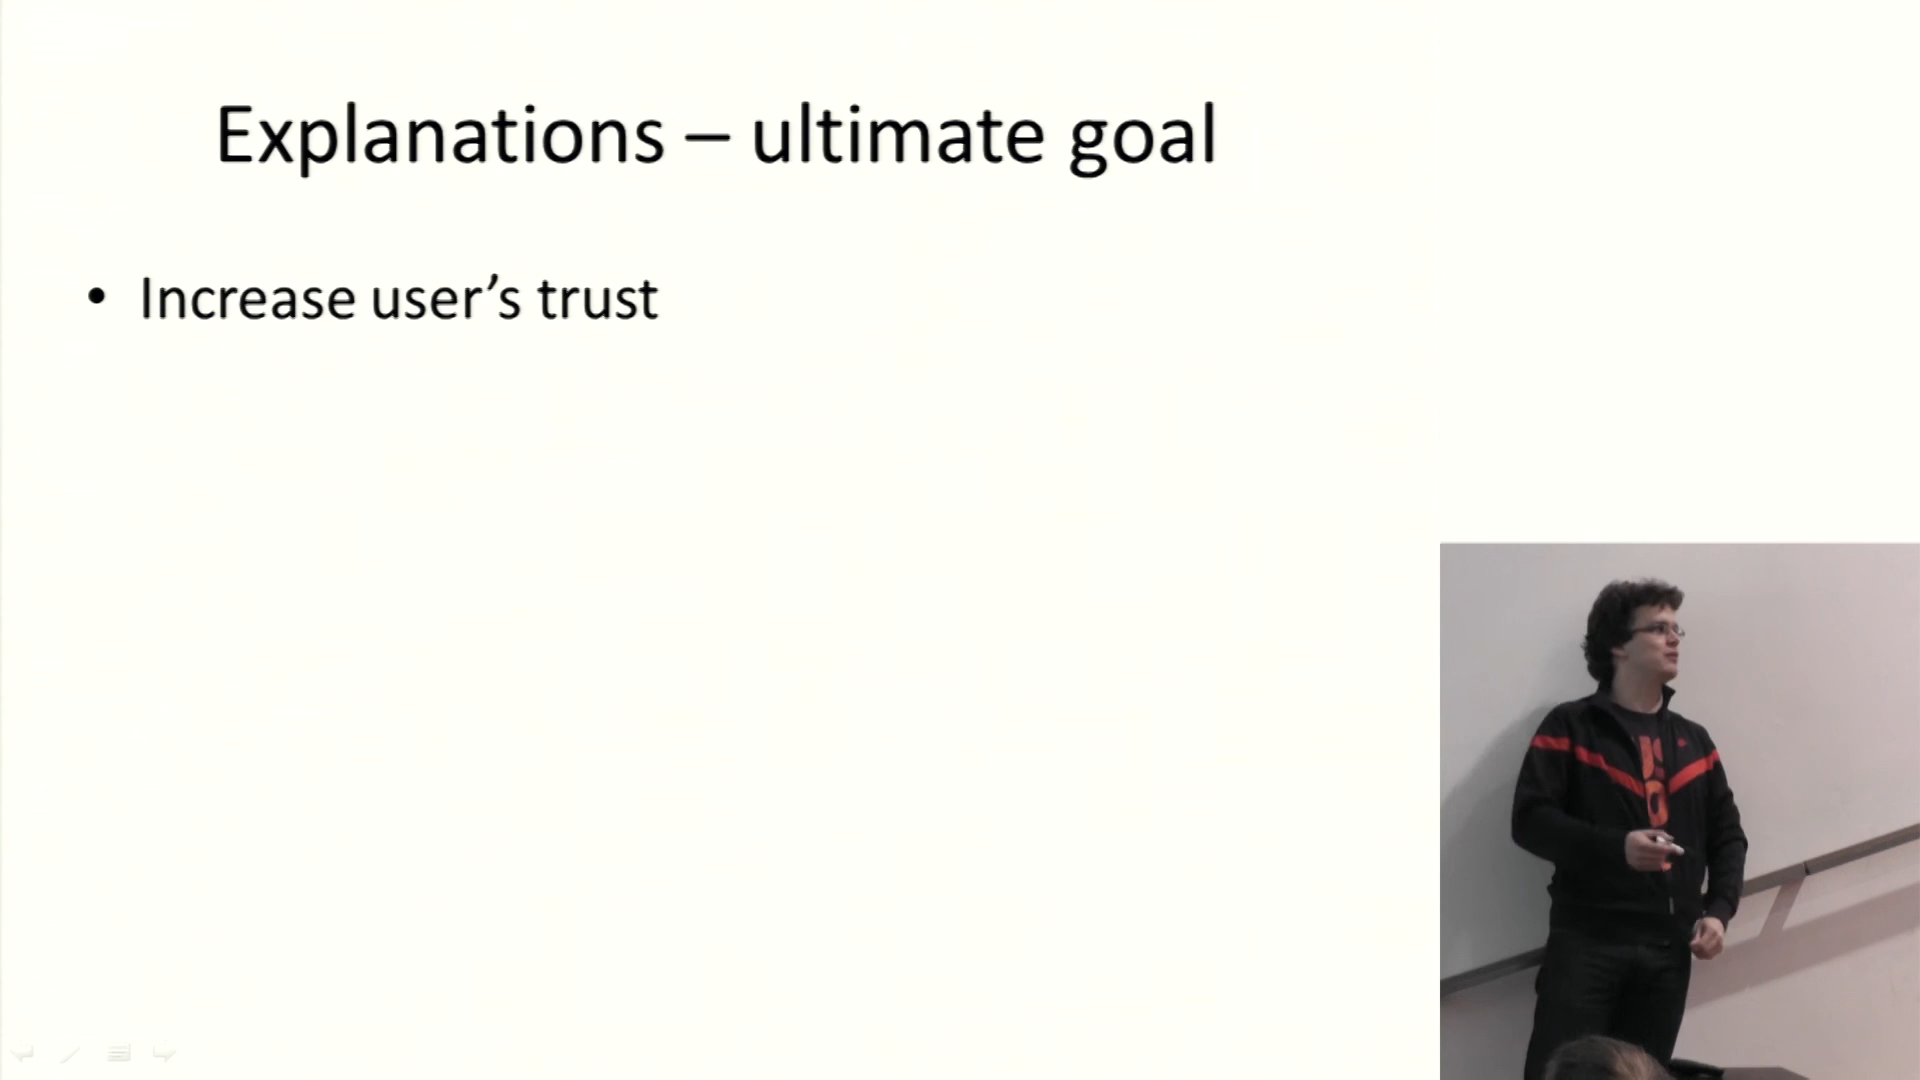 Explanations – ultimate goal
• Increase user’s trust